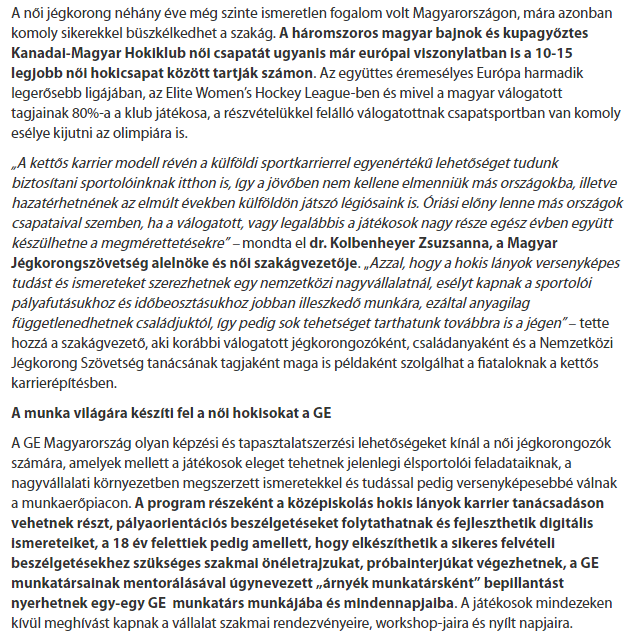 A női jégkorong néhány éve még szinte ismeretlen fogalom volt Magyarországon, mára azonban
komoly sikerekkel büszkélkedhet a szakág. A háromszoros magyar bajnok és kupagyőztes
Kanadai-Magyar Hokiklub női csapatát ugyanis már európai viszonylatban is a 10-15
legjobb női hokicsapat között tartják számon. Az együttes éremesélyes Európa harmadik
legerősebb ligájában, az Elite Women's Hockey League-ben és mivel a magyar válogatott
tagjainak 80%-a a klub játékosa, a részvételükkel felálló válogatottnak csapatsportban van komoly
esélye kijutni az olimpiára is.
„A kettős karrier modell révén a külföldi sportkarrierrel egyenértékű lehetőséget tudunk
biztosítani sportolóinknak itthon is, így a jövőben nem kellene elmenniük más országokba, illetve
hazatérhetnének az elmúlt években külföldön játszó légiósaink is. Óriási előny lenne más országok
csapataival szemben, ha a válogatott, vagy legalábbis a játékosok nagy része egész évben együtt
készülhetne a megmérettetésekre" – mondta el dr. Kolbenheyer Zsuzsanna, a Magyar
Jégkorongszövetség alelnöke és női szakágvezetője. „Azzal, hogy a hokis lányok versenyképes
tudást és ismereteket szerezhetnek egy nemzetközi nagyvállalatnál, esélyt kapnak a sportolói
pályafutásukhoz és időbeosztásukhoz jobban illeszkedő munkára, ezáltal anyagilag
függetlenedhetnek családjuktól, így pedig sok tehetséget tarthatunk továbbra is a jégen" – tette
hozzá a szakágvezető, aki korábbi válogatott jégkorongozóként, családanyaként és a Nemzetközi
Jégkorong Szövetség tanácsának tagjaként maga is példaként szolgálhat a fiataloknak a kettős
karrierépítésben.
A munka világára készíti fel a női hokisokat a GE
A GE Magyarország olyan képzési és tapasztalatszerzési lehetőségeket kínál a női jégkorongozók
számára, amelyek mellett a játékosok eleget tehetnek jelenlegi élsportolói feladataiknak, a
nagyvállalati környezetben megszerzett ismeretekkel és tudással pedig versenyképesebbé válnak
a munkaerőpiacon. A program részeként a középiskolás hokis lányok karrier tanácsadáson
vehetnek részt, pályaorientációs beszélgetéseket folytathatnak és fejleszthetik digitális
ismereteiket, a 18 év felettiek pedig amellett, hogy elkészíthetik a sikeres felvételi
beszélgetésekhez szükséges szakmai önéletrajzukat, próbainterjúkat végezhetnek, a GE
munkatársainak mentorálásával úgynevezett „árnyék munkatársként" bepillantást
nyerhetnek egy-egy GE munkatárs munkájába és mindennapjaiba. A játékosok mindezeken
kívül meghívást kapnak a vállalat szakmai rendezvényeire, workshop-jaira és nyílt napjaira.